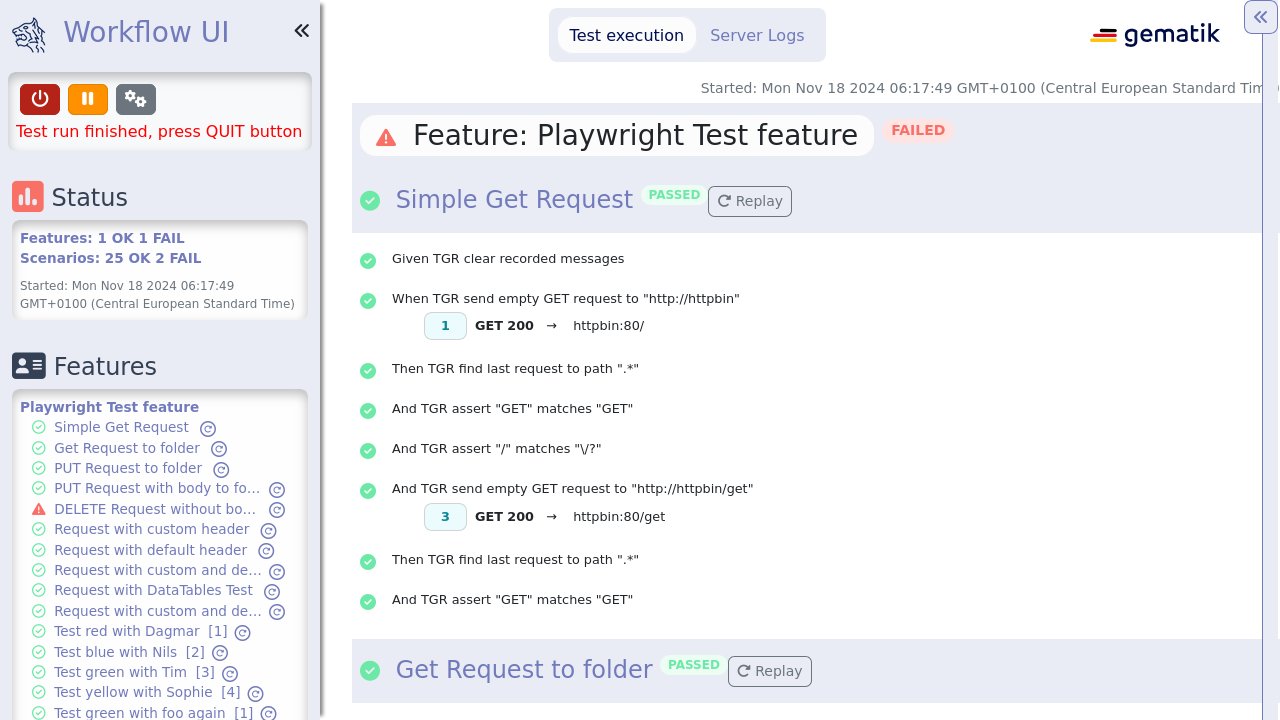 Workflow UI
Test run finished, press QUIT button
Status
Features: 1 OK 1 FAIL
Scenarios: 25 OK 2 FAIL
Started: Mon Nov 18 2024 06:17:49
GMT+0100 (Central European Standard Time)
Features
Playwright Test feature
Simple Get Request
Get Request to folder
PUT Request to folder
PUT Request with body to fo...
DELETE Request without bo...
Request with custom header
Request with default header
Request with custom and de...
Request with DataTables Test
Request with custom and de...
Test red with Dagmar [1]
Test blue with Nils [2]
Test green with Tim [3]
Test yellow with Sophie [4]
Test green with foo again [1]
Test execution
Server Logs
gematik
Started: Mon Nov 18 2024 06:17:49 GMT+0100 (Central European Standard Tim
Feature: Playwright Test feature FAILED
Simple Get Request PASSED Replay
Given TGR clear recorded messages
When TGR send empty GET request to "http://httpbin"
1 GET 200 → httpbin:80/
Then TGR find last request to path ".*"
And TGR assert "GET" matches "GET"
And TGR assert "/" matches "\/?"
And TGR send empty GET request to "http://httpbin/get"
3 GET 200 → httpbin:80/get
Then TGR find last request to path ".*"
And TGR assert "GET" matches "GET"
Get Request to folder PASSED Replay